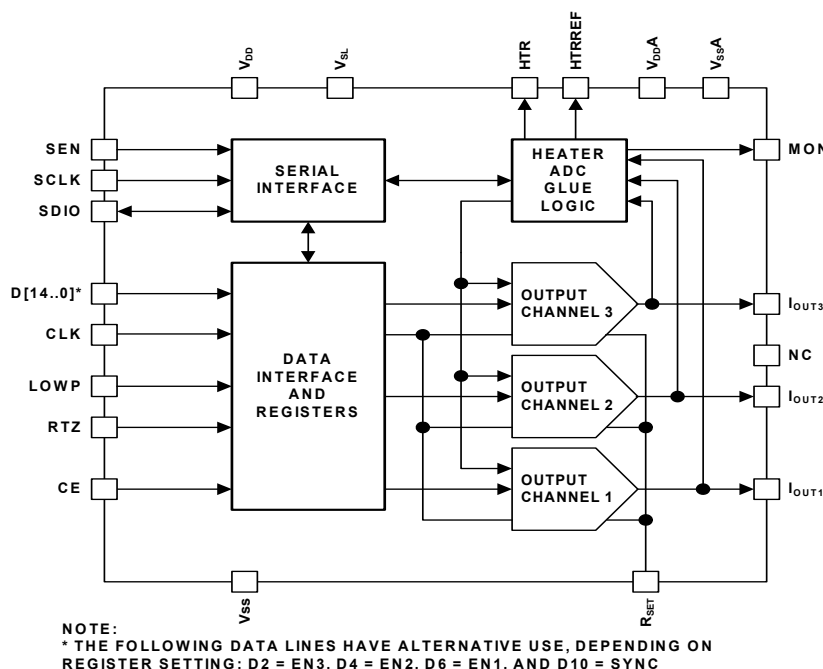 VDD
VSL
HTR
HTRREF
VDDA
VSSA
SEN
SCLK
SDIO
SERIAL
INTERFACE
HEATER
ADC
GLUE
LOGIC
MON
D[14..0]*
CLK
LOWP
RTZ
CE
DATA
INTERFACE
AND
REGISTERS
OUTPUT
CHANNEL 3
OUTPUT
CHANNEL 2
OUTPUT
CHANNEL 1
IOUT3
NC
IOUT2
IOUT1
Vss
RSET
NOTE:
* THE FOLLOWING DATA LINES HAVE ALTERNATIVE USE, DEPENDING ON
REGISTER SETTING: D2 = EN3, D4 = EN2, D6 = EN1, AND D10 = SYNC